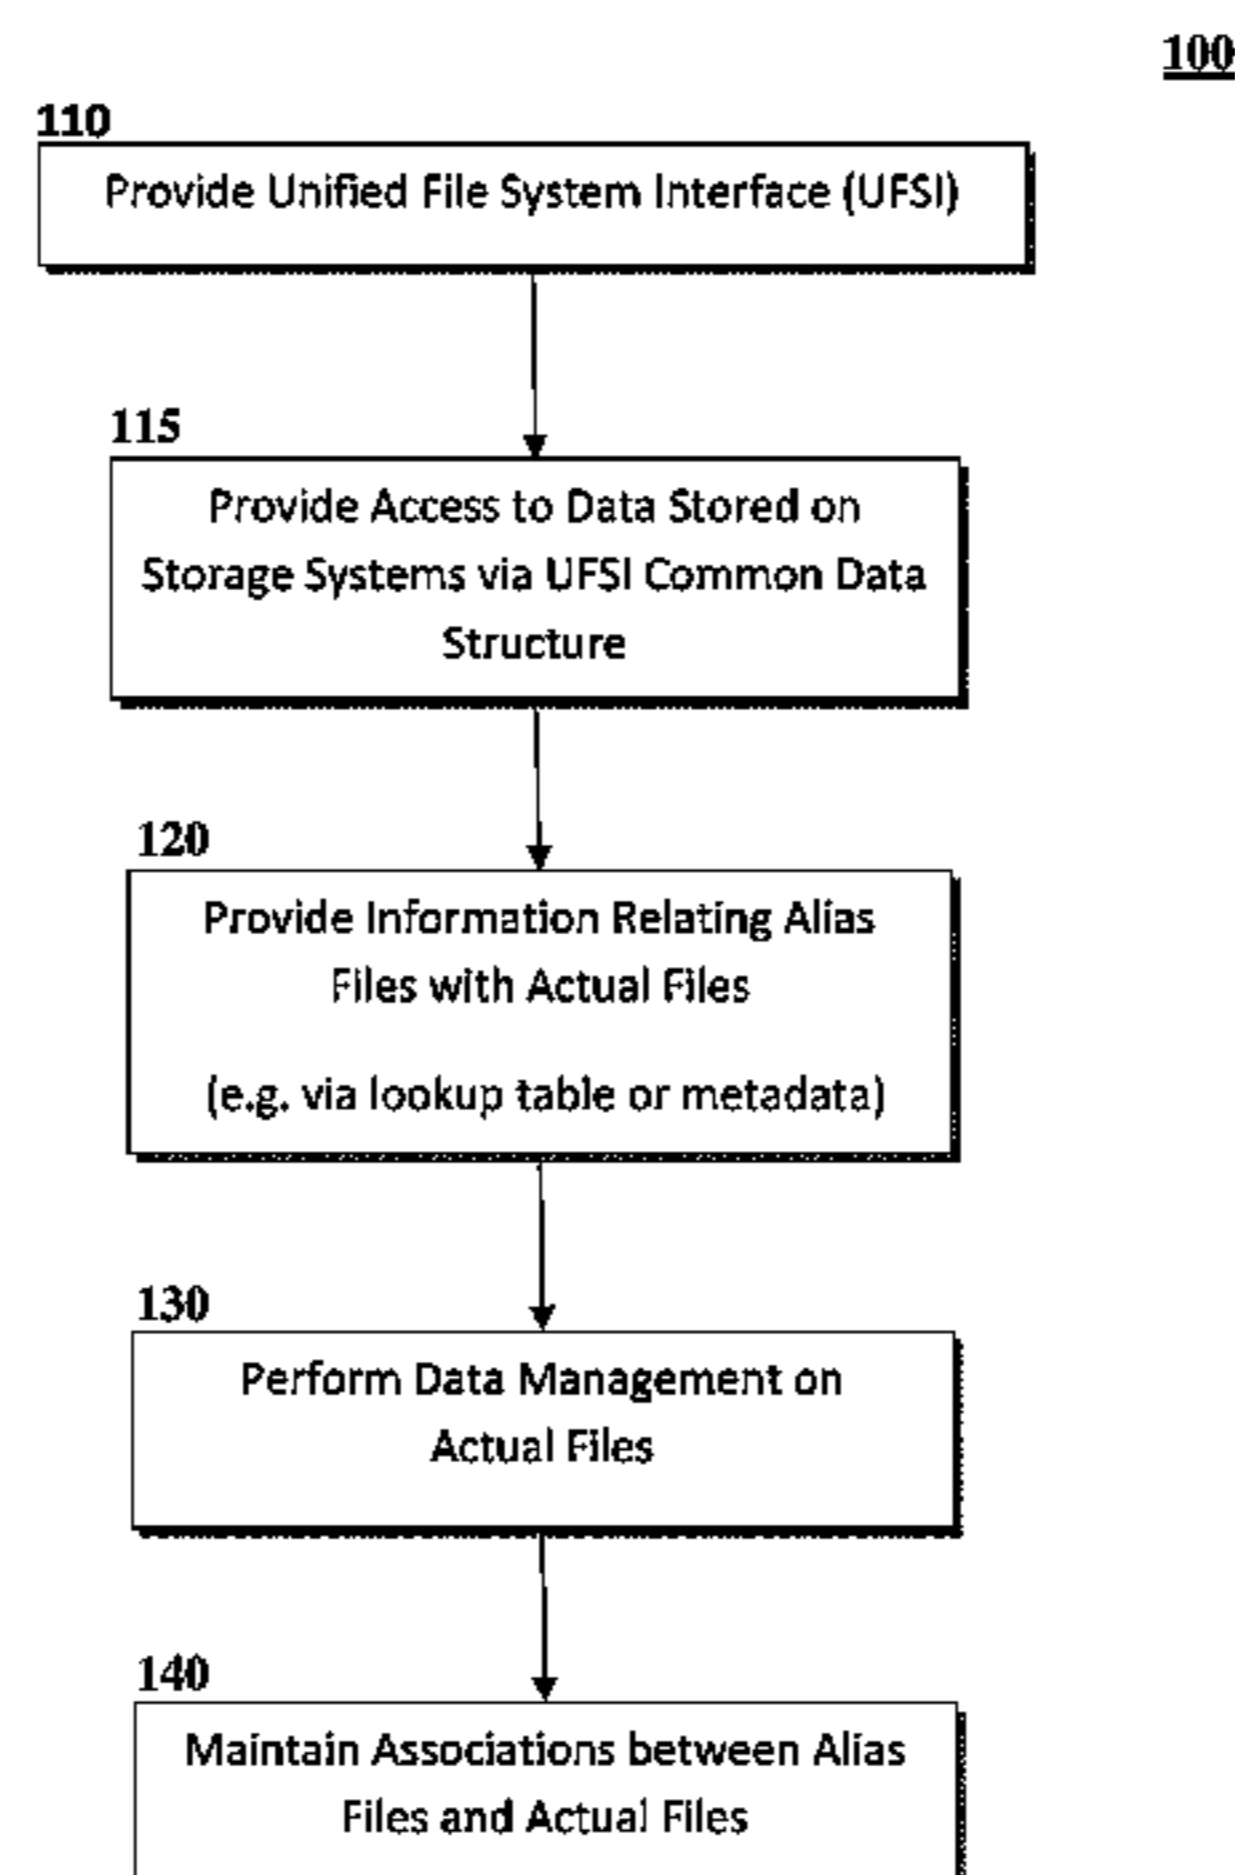 100
110
Provide Unified File System Interface (UFSI)
115
Provide Access to Data Stored on
Storage Systems via UFSI Common Data
Structure
120
Provide Information Relating Alias
Files with Actual Files
(e.g. via lookup table or metadata)
130
Perform Data Management on
Actual Files
140
Maintain Associations between Alias
Files and Actual Files